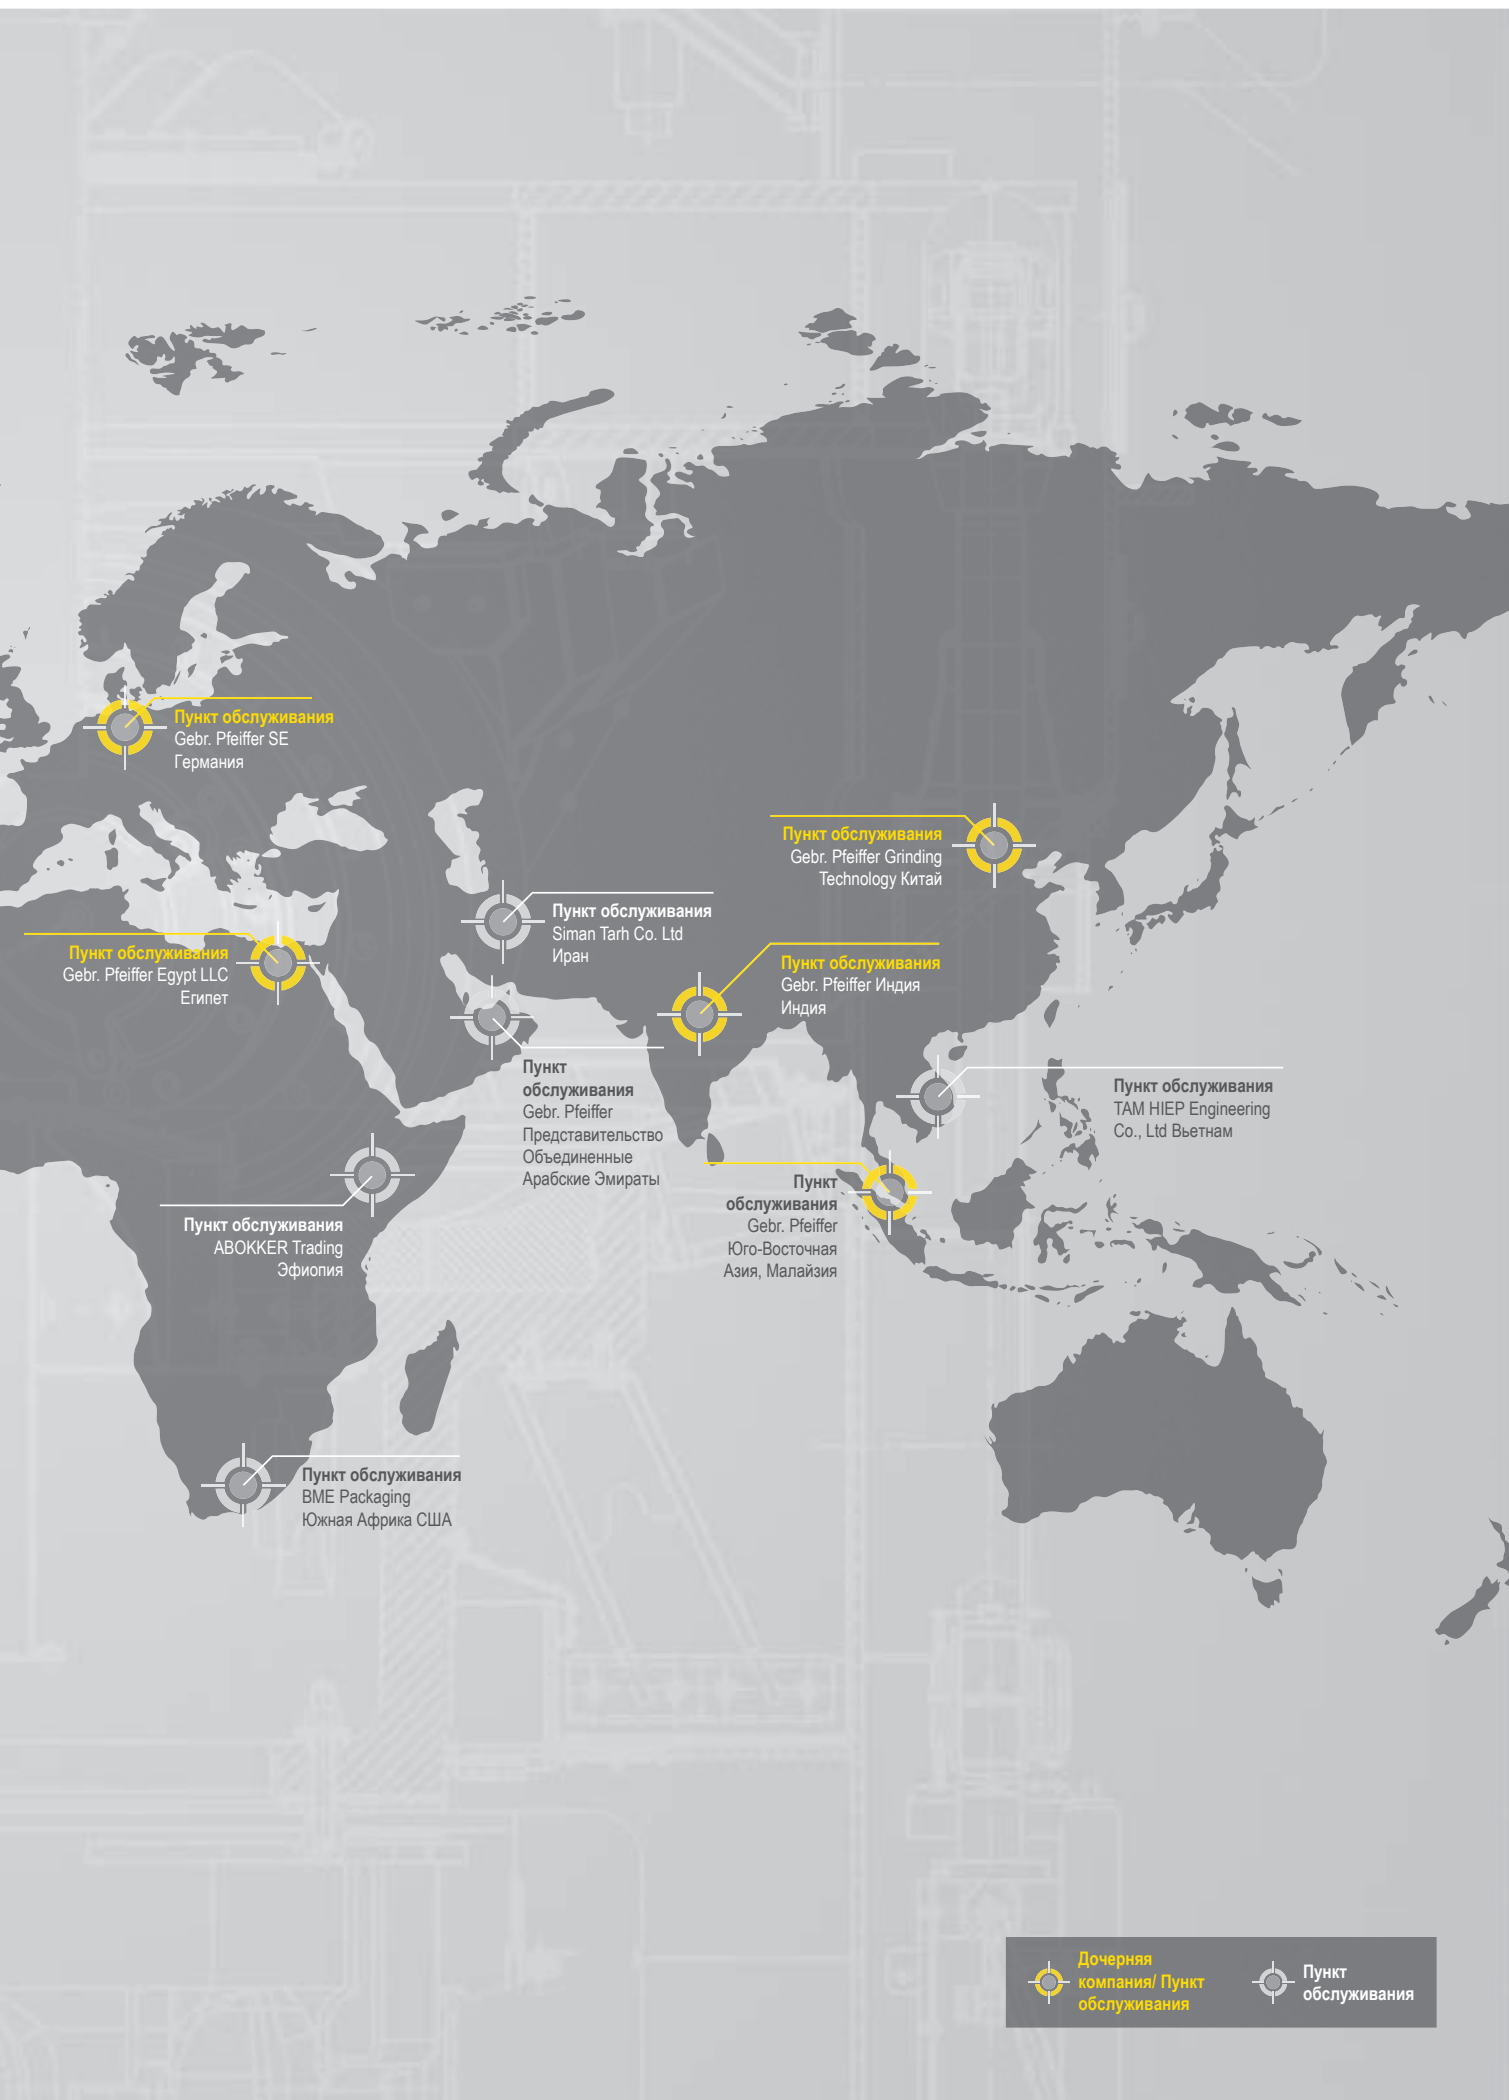 Пункт обслуживания
Gebr. Pfeiffer SE
Германия
Пункт обслуживания
Gebr. Pfeiffer Grinding
Technology Китай
Пункт обслуживания
Siman Tarh Co. Ltd
Иран
Пункт обслуживания
Gebr. Pfeiffer Egypt LLC
Египет
Пункт обслуживания
Gebr. Pfeiffer Индия
Индия
Пункт
обслуживания
Gebr. Pfeiffer
Представительство
Объединенные
Арабские Эмираты
Пункт обслуживания
TAM HIEP Engineering
Co., Ltd Вьетнам
Пункт
обслуживания
Gebr. Pfeiffer
Юго-Восточная
Азия, Малайзия
Пункт обслуживания
ABOKKER Trading
Эфиопия
Пункт обслуживания
BME Packaging
Южная Африка США
Дочерняя
компания/ Пункт
обслуживания
Пункт
обслуживания